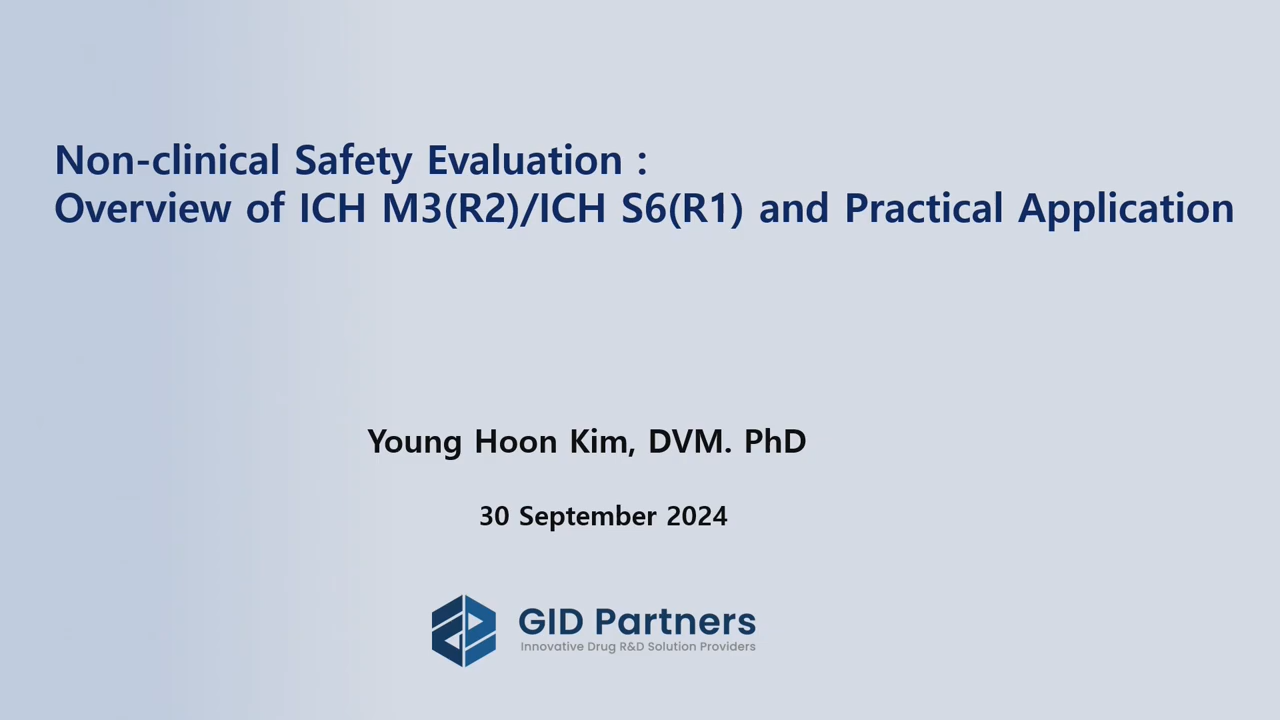 Non-clinical Safety Evaluation :
Overview of ICH M3(R2)/ICH S6(R1) and Practical Application
Young Hoon Kim, DVM. PhD
30 September 2024
GID Partners
Innovative Drug R&D Solution Providers